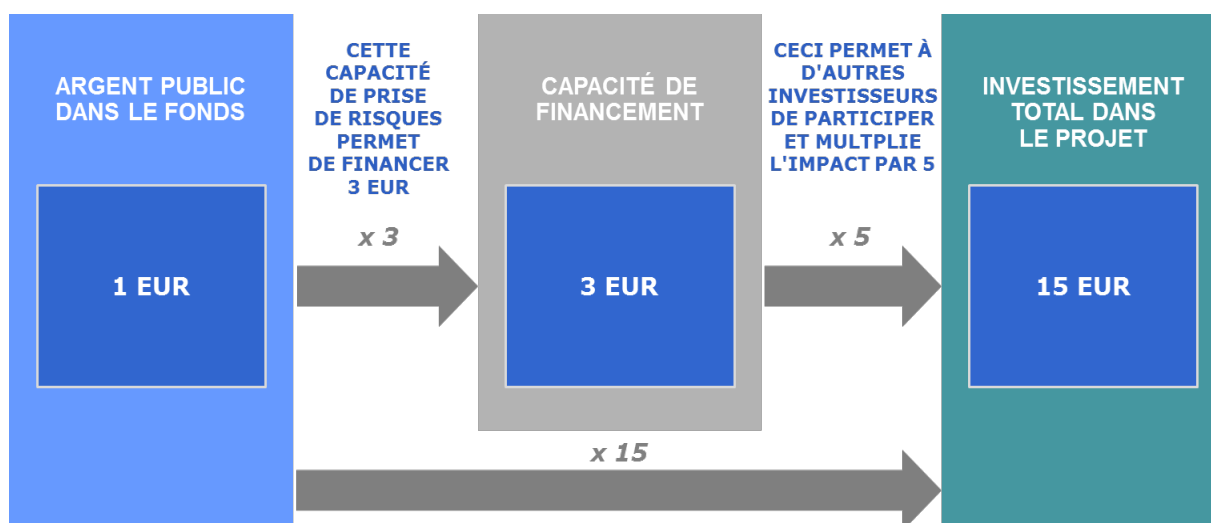 ARGENT PUBLIC
DANS LE FONDS
1 EUR
CETTE
CAPACITÉ
DE PRISE
DE RISQUES
PERMET
DE FINANCER
3 EUR
x 3
CAPACITÉ DE
FINANCEMENT
3 EUR
CECI PERMET À
D'AUTRES
INVESTISSEURS
DE PARTICIPER
ET MULTPLIE
L'IMPACT PAR 5
x 5
INVESTISSEMENT
TOTAL DANS
LE PROJET
15 EUR
x 15